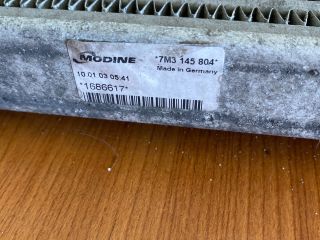 MODINE *7M3 145 804*
Made in Germany
10 01 03 05:41
*1686617*